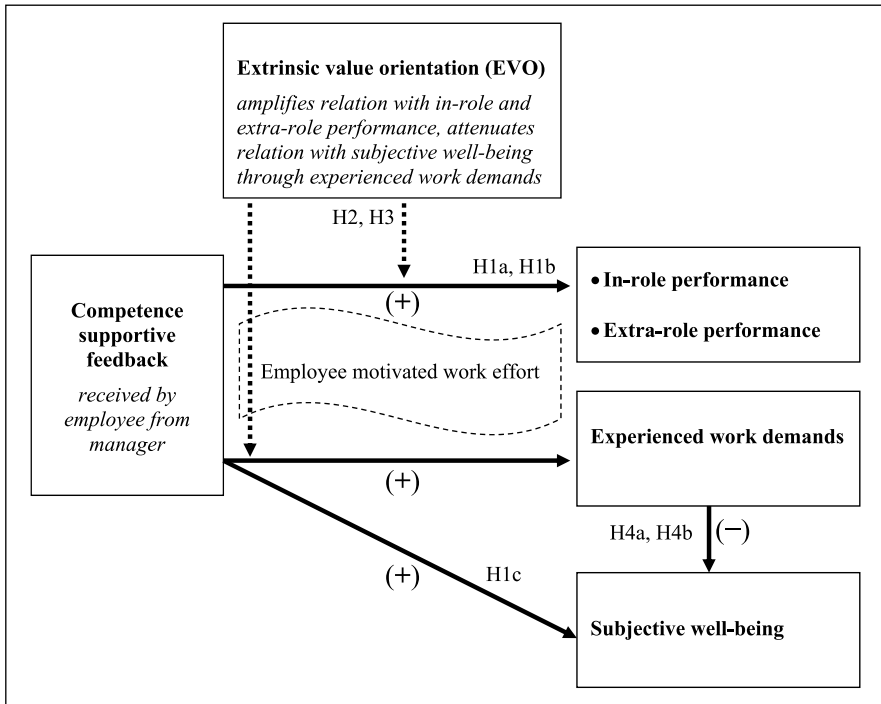 Extrinsic value orientation (EVO)
amplifies relation with in-role and
extra-role performance, attenuates
relation with subjective well-being
through experienced work demands
H2, H3
H1a, H1b
(+)
Competence
supportive
feedback
received by
employee from
manager
• In-role performance
• Extra-role performance
Employee motivated work effort
Experienced work demands
(+)
H4a, H4b
(−)
(+)
H1c
Subjective well-being